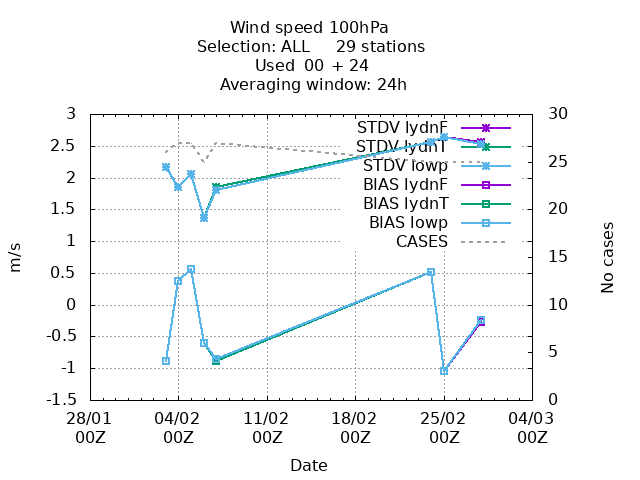 Wind speed 100hPa
Selection: ALL 29 stations
Used 00 + 24
Averaging window: 24h
3
2.5
2
1.5
1
0.5
0
-0.5
-1
-1.5
m/s
30
25
20
15
10
5
0
No cases
STDV lydnF
STDV lydnT
STDV lowp
BIAS lydnF
BIAS lydnT
BIAS lowp
CASES
28/01 04/02 11/02 18/02 25/02 04/03
00Z 00Z 00Z 00Z 00Z 00Z
Date